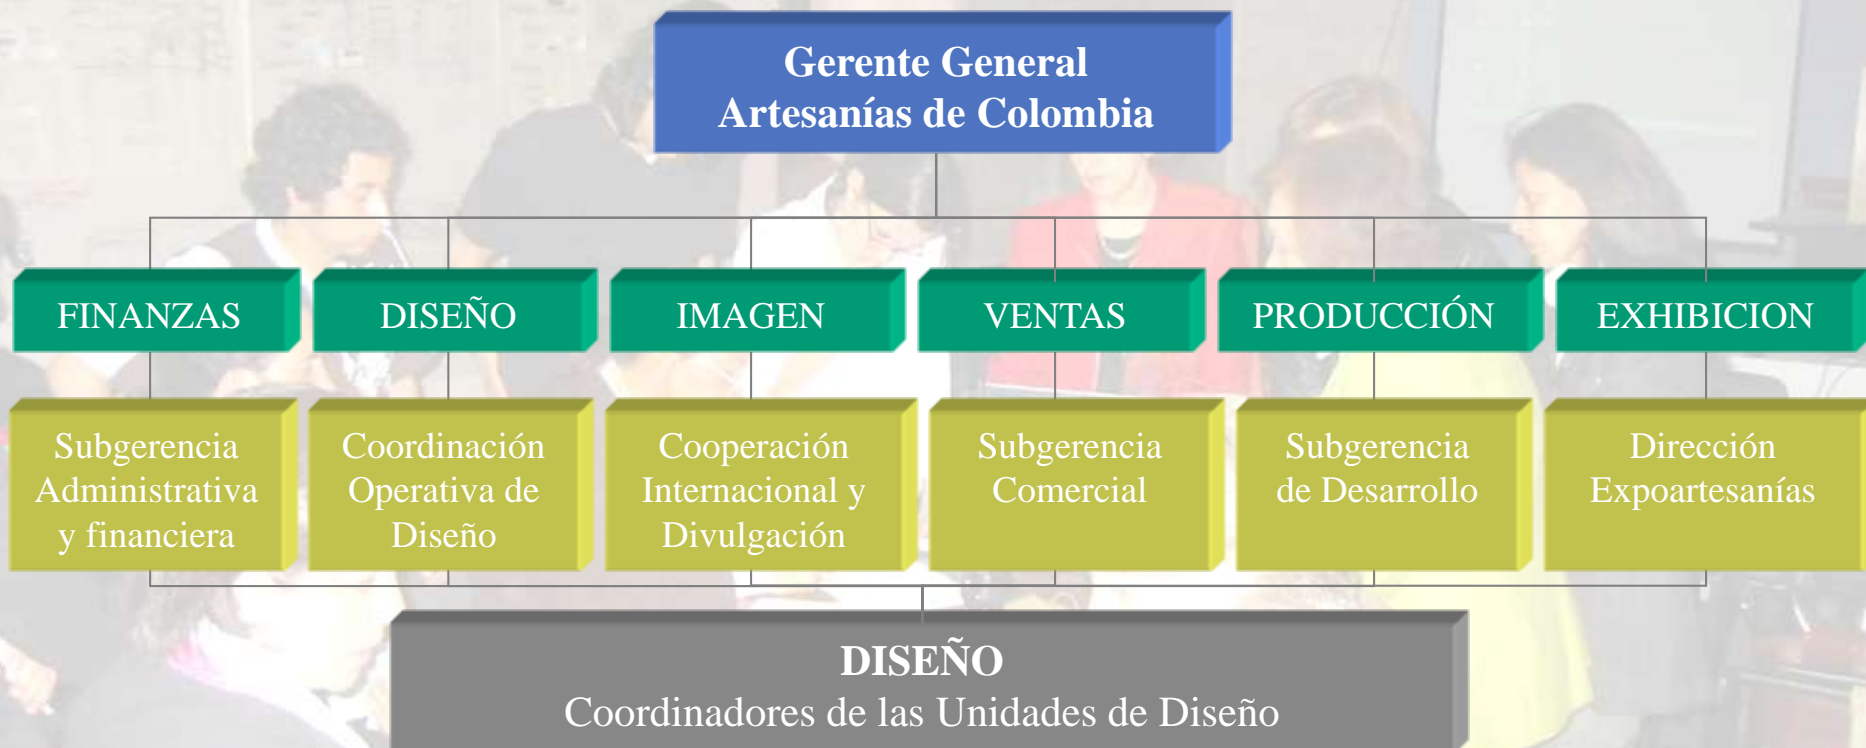 Gerente General
Artesanías de Colombia
FINANZAS
DISEÑO
IMAGEN
VENTAS
PRODUCCIÓN
EXHIBICION
Subgerencia
Administrativa
y financiera
Coordinación
Operativa de
Diseño
Cooperación
Internacional y
Divulgación
Subgerencia
Comercial
Subgerencia
de Desarrollo
Dirección
Expoartesanías
DISEÑO
Coordinadores de las Unidades de Diseño